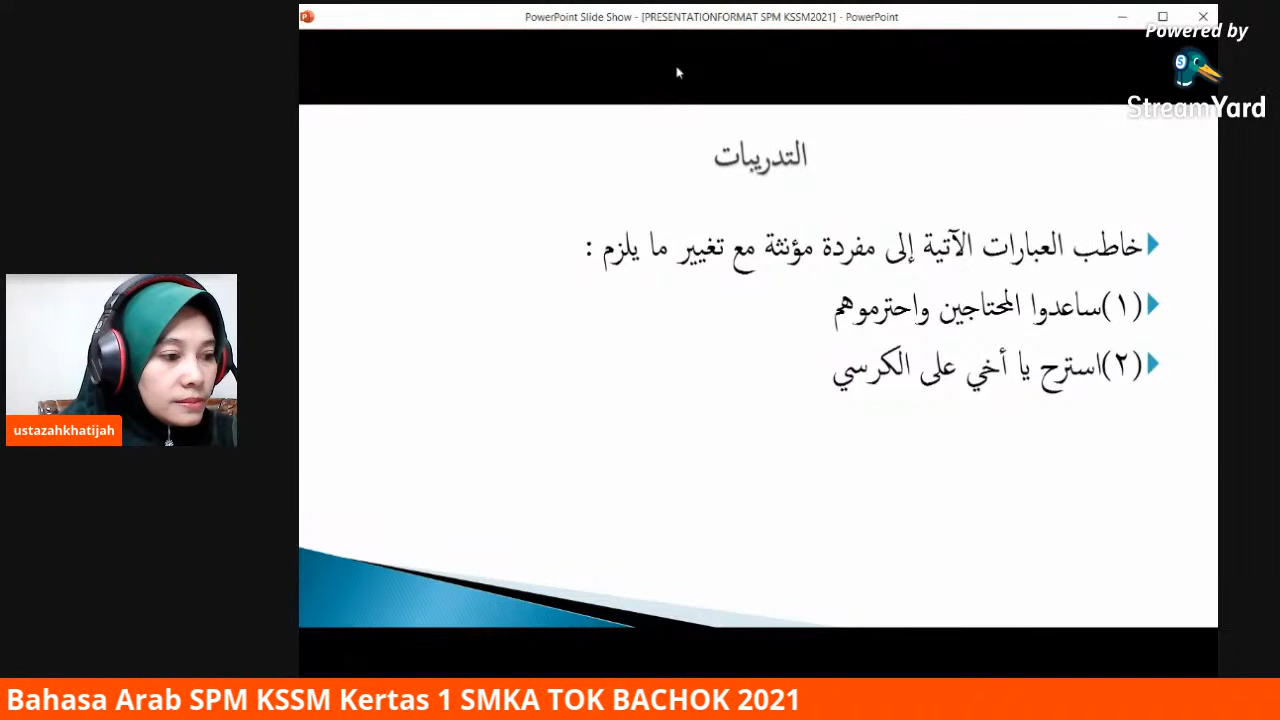 PowerPoint Slide Show - [PRESENTATIONFORMAT SPM KSSM2021] - PowerPoint
Powered by
StreamYard
التدريبات
خاطب العبارات الآتية إلى مفردة مؤنثة مع تغيير ما يلزم :
(١)ساعدوا المحتاجين واحترموهم
(٢)استرح يا أخي على الكرسي
ustazahkhatijah
Bahasa Arab SPM KSSM Kertas 1 SMKA TOK BACHOK 2021